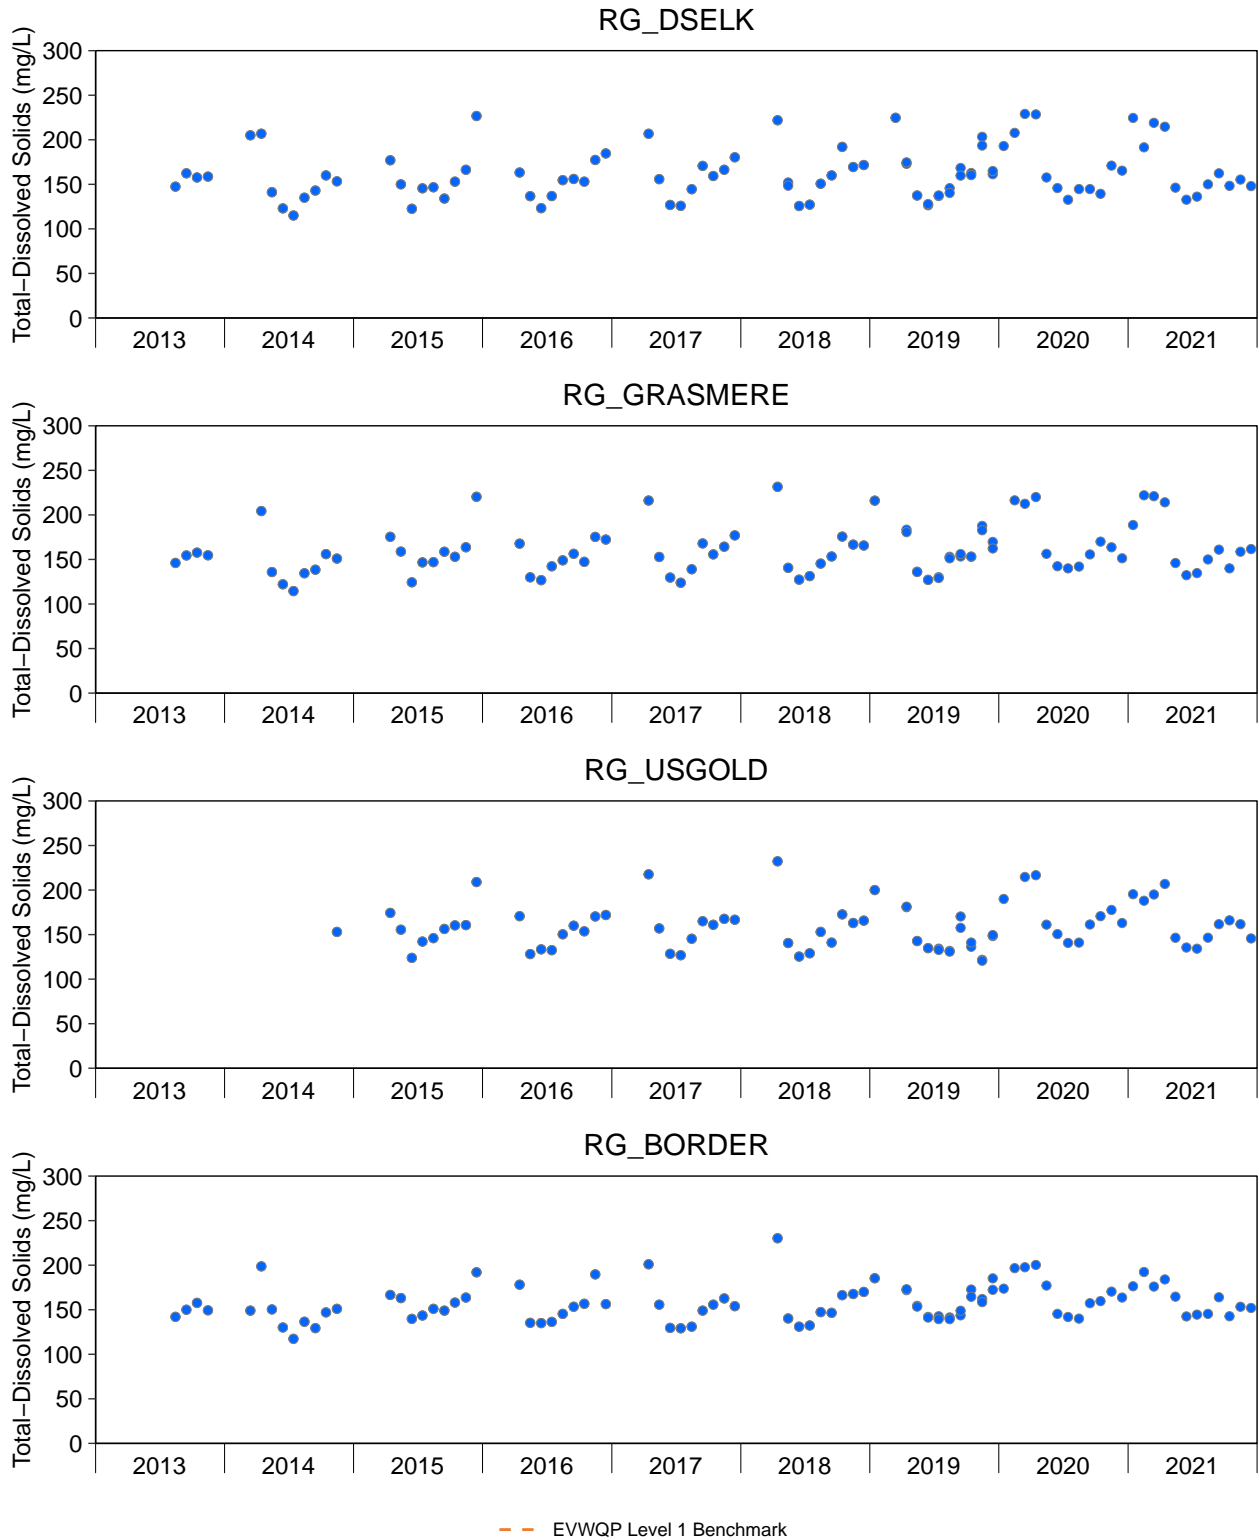 RG_DSELK
Total−Dissolved Solids (mg/L)
300
250
200
150
100
50
0
2013 2014 2015 2016 2017 2018 2019 2020 2021
RG_GRASMERE
Total−Dissolved Solids (mg/L)
300
250
200
150
100
50
0
2013 2014 2015 2016 2017 2018 2019 2020 2021
RG_USGOLD
Total−Dissolved Solids (mg/L)
300
250
200
150
100
50
0
2013 2014 2015 2016 2017 2018 2019 2020 2021
RG_BORDER
Total−Dissolved Solids (mg/L)
300
250
200
150
100
50
0
2013 2014 2015 2016 2017 2018 2019 2020 2021
EVWQP Level 1 Benchmark